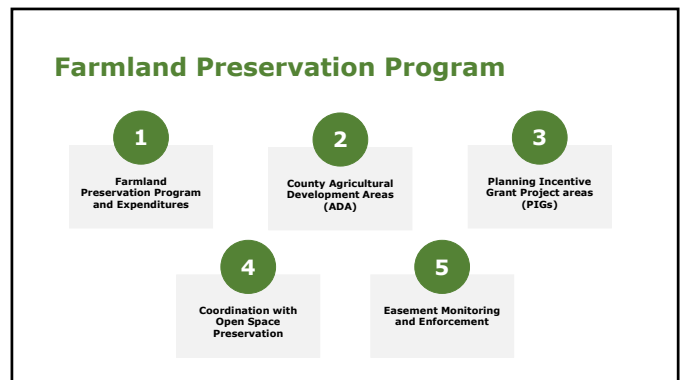 Farmland Preservation Program
1
Farmland
Preservation Program
and Expenditures
2
County Agricultural
Development Areas
(ADA)
3
Planning Incentive
Grant Project areas
(PIGs)
4
Coordination with
Open Space
Preservation
5
Easement Monitoring
and Enforcement